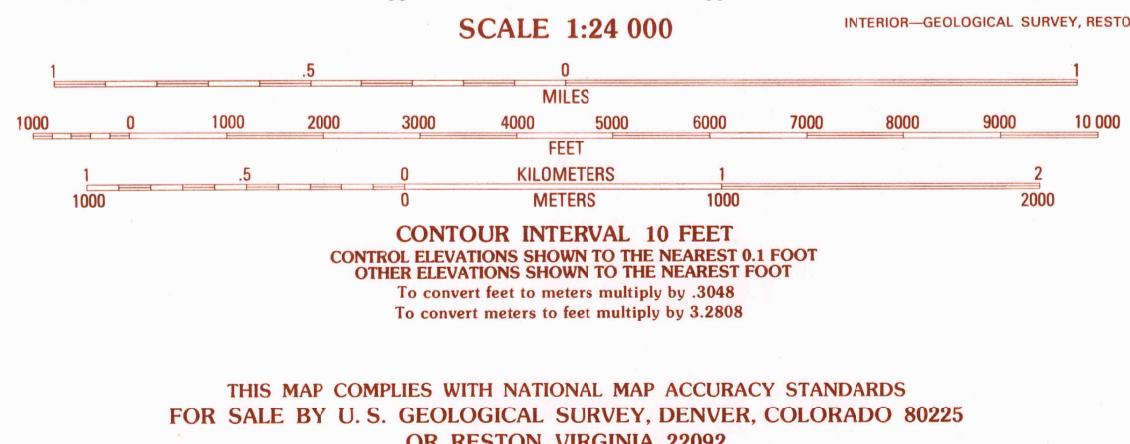 SCALE 1:24 000
INTERIOR—GEOLOGICAL SURVEY, RESTO
1 .5 0 1
MILES
1000 0 1000 2000 3000 4000 5000 6000 7000 8000 9000 10 000
FEET
1 .5 0 KILOMETERS 1 2
1000 0 METERS 1000 2000
CONTOUR INTERVAL 10 FEET
CONTROL ELEVATIONS SHOWN TO THE NEAREST 0.1 FOOT
OTHER ELEVATIONS SHOWN TO THE NEAREST FOOT
To convert feet to meters multiply by .3048
To convert meters to feet multiply by 3.2808
THIS MAP COMPLIES WITH NATIONAL MAP ACCURACY STANDARDS
FOR SALE BY U. S. GEOLOGICAL SURVEY, DENVER, COLORADO 80225
OR RESTON VIRGINIA 22092